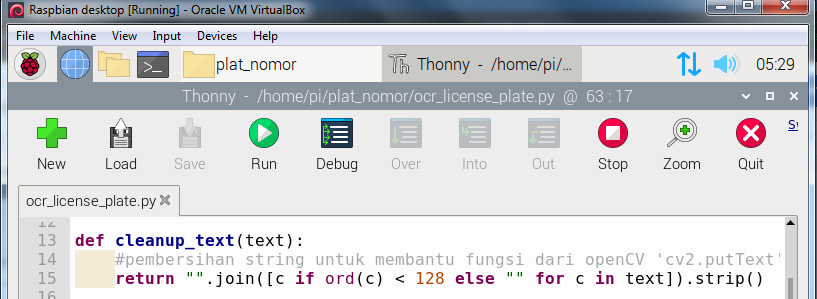 Raspbian desktop [Running] - Oracle VM VirtualBox
File Machine View Input Devices Help
plat_nomor Thonny - /home/pi/... 05:29
Thonny - /home/pi/plat_nomor/ocr_license_plate.py @ 63 : 17
New Load Save Run Debug Over Into Out Stop Zoom Quit
ocr_license_plate.py
12
13 def cleanup_text(text):
14 #pembersihan string untuk membantu fungsi dari openCV 'cv2.putText'
15 return "".join([c if ord(c) < 128 else "" for c in text]).strip()
16